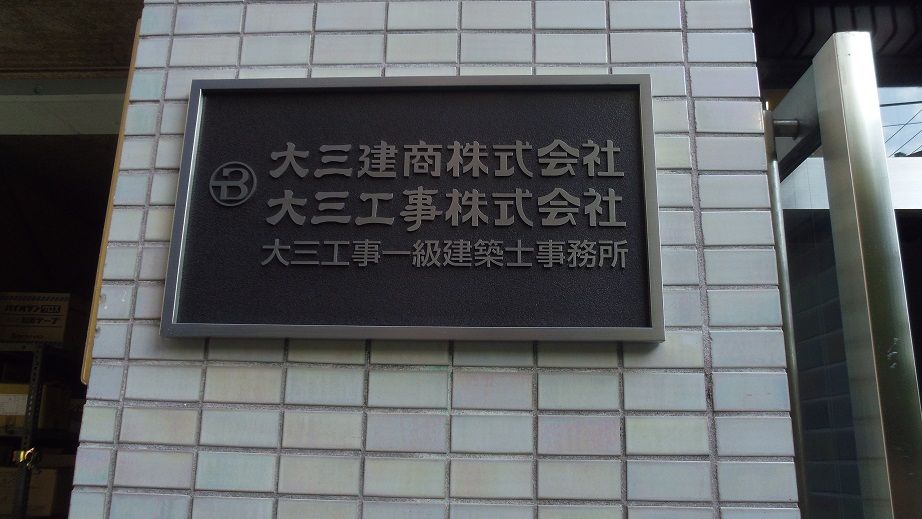 大三建商株式会社
大三工事株式会社
大三工事一級建築士事務所